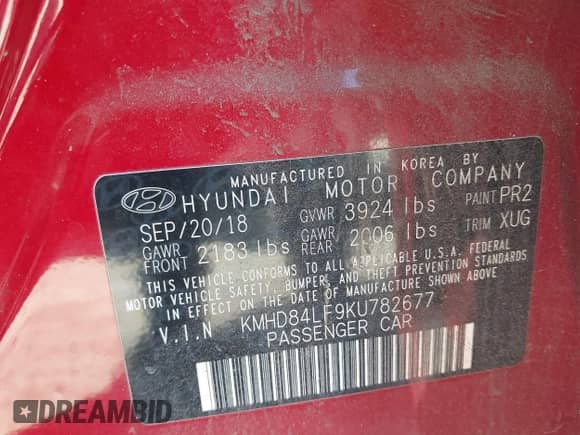 MANUFACTURED IN KOREA BY
HYUNDAI MOTOR COMPANY
SEP/20/18 GVWR 3924 lbs PAINT PR2
GAWR FRONT 2183 lbs GAWR REAR 2006 lbs TRIM XUG
THIS VEHICLE CONFORMS TO ALL APPLICABLE U.S.A. FEDERAL
MOTOR VEHICLE SAFETY, BUMPER, AND THEFT PREVENTION STANDARDS
IN EFFECT ON THE DATE OF MANUFACTURE SHOWN ABOVE
V.I.N KMHD84LF9KU782677
PASSENGER CAR
DREAMBID